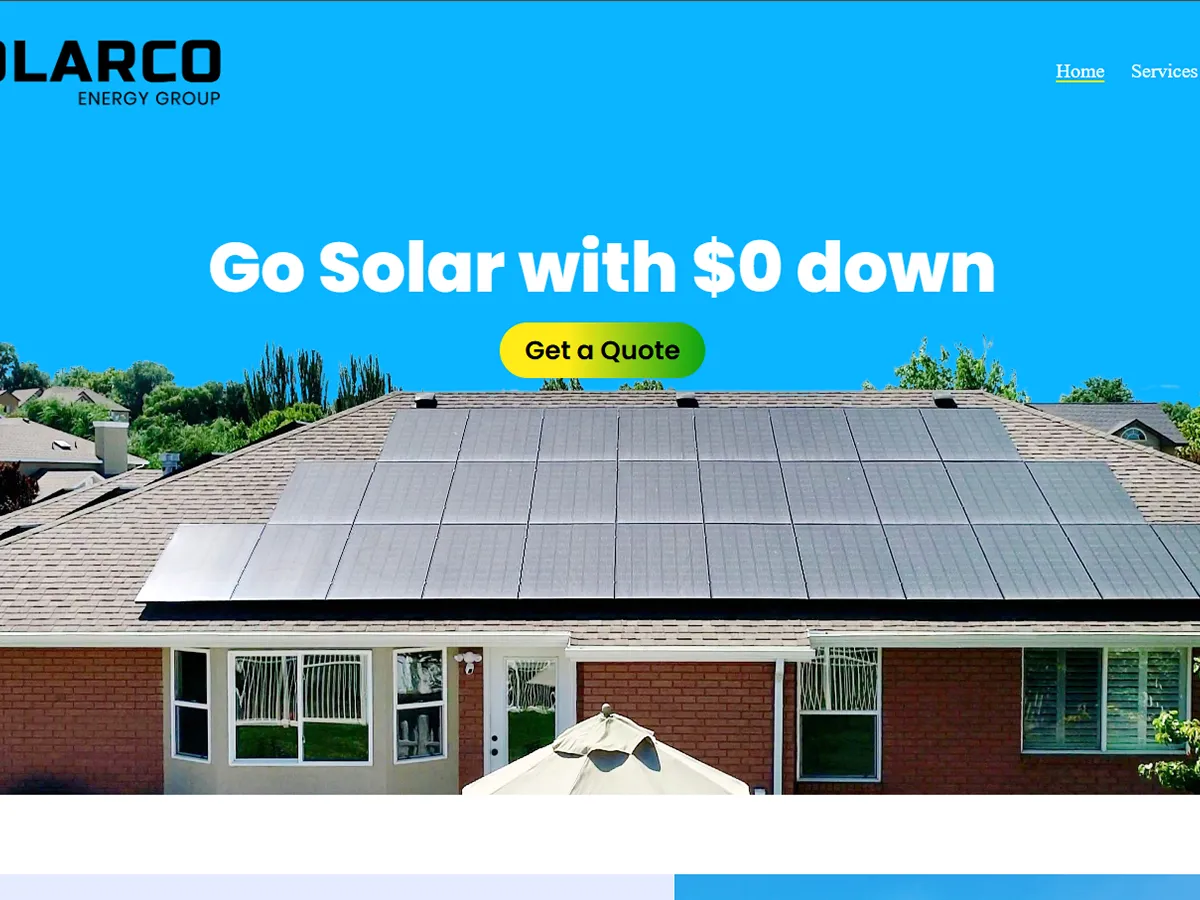 OLARCO
ENERGY GROUP
Home Services
Go Solar with $0 down
Get a Quote